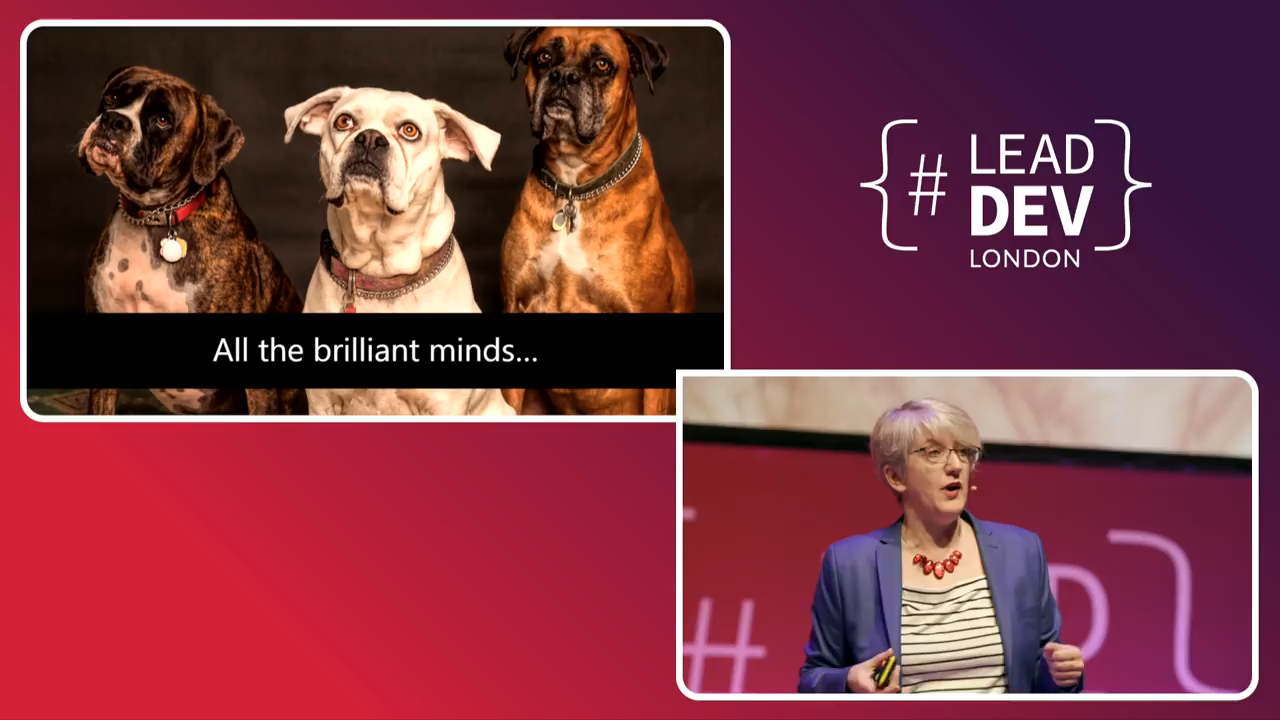 All the brilliant minds...
{# LEAD
DEV
LONDON}
#
D}